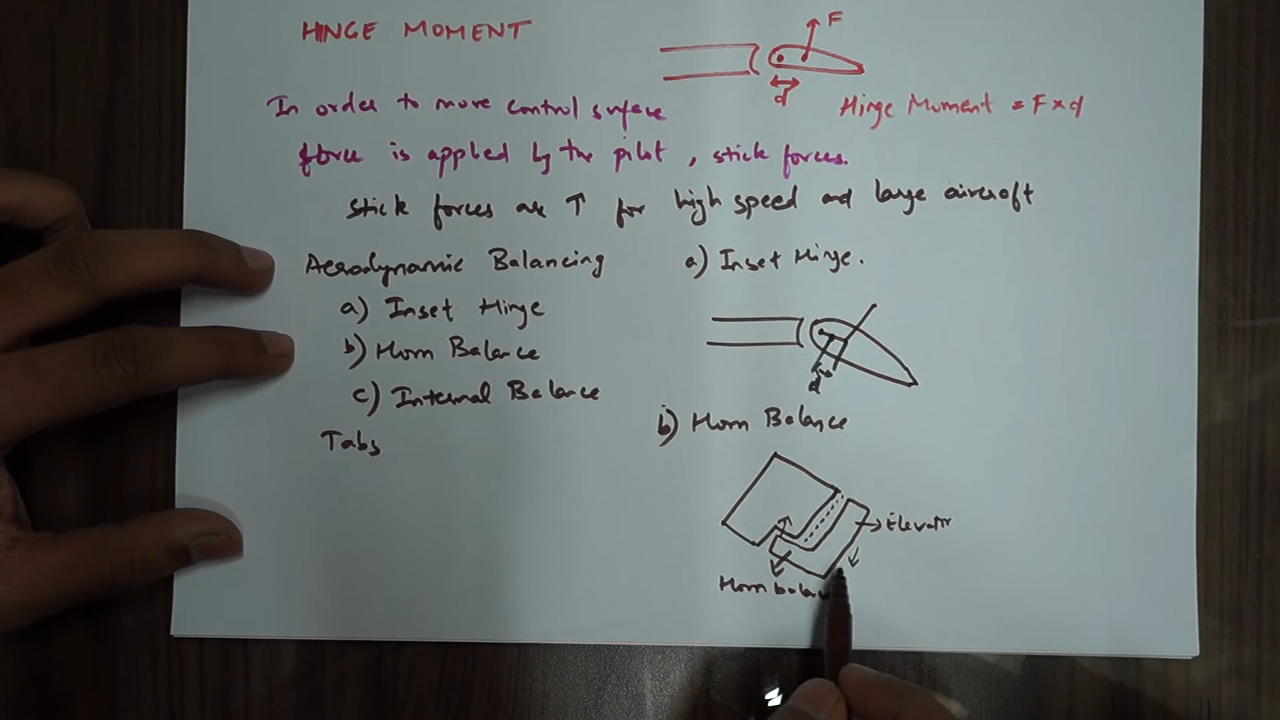 HINGE MOMENT
F
d
Hinge Moment = F x d
In order to move control surface
force is applied by the pilot, stick forces.
stick forces are ↑ for high speed and large aircraft
Aerodynamic Balancing
a) Inset Hinge
b) Horn Balance
c) Internal Balance
Tabs
a) Inset Hinge.
d
b) Horn Balance
Elevator
Horn